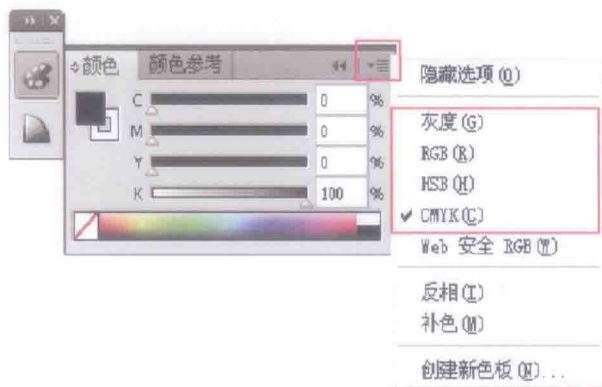 颜色 颜色参考
C 0 %
M 0 %
Y 0 %
K 100 %
隐藏选项(O)
灰度(G)
RGB(R)
HSB(H)
CMYK(C)
Web 安全 RGB(W)
反相(I)
补色(M)
创建新色板(N)...